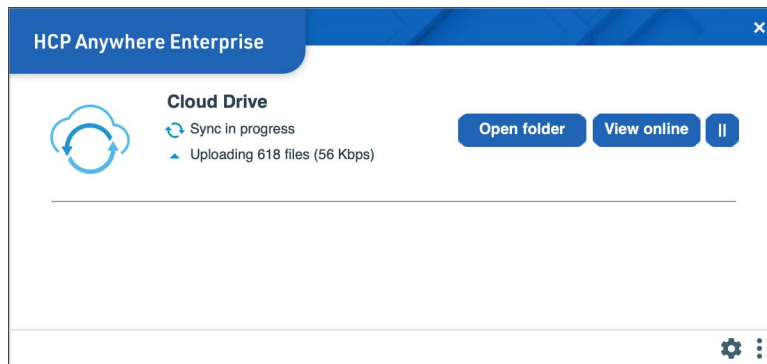 HCP Anywhere Enterprise
Cloud Drive
Sync in progress
Uploading 618 files (56 Kbps)
Open folder
View online